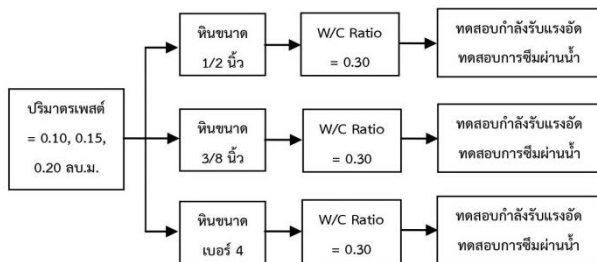 ปริมาตรเพสต์
= 0.10, 0.15,
0.20 ลบ.ม.
หินขนาด
1/2 นิ้ว
W/C Ratio
= 0.30
ทดสอบกำลังรับแรงอัด
ทดสอบการซึมผ่านน้ำ
หินขนาด
3/8 นิ้ว
W/C Ratio
= 0.30
ทดสอบกำลังรับแรงอัด
ทดสอบการซึมผ่านน้ำ
หินขนาด
เบอร์ 4
W/C Ratio
= 0.30
ทดสอบกำลังรับแรงอัด
ทดสอบการซึมผ่านน้ำ